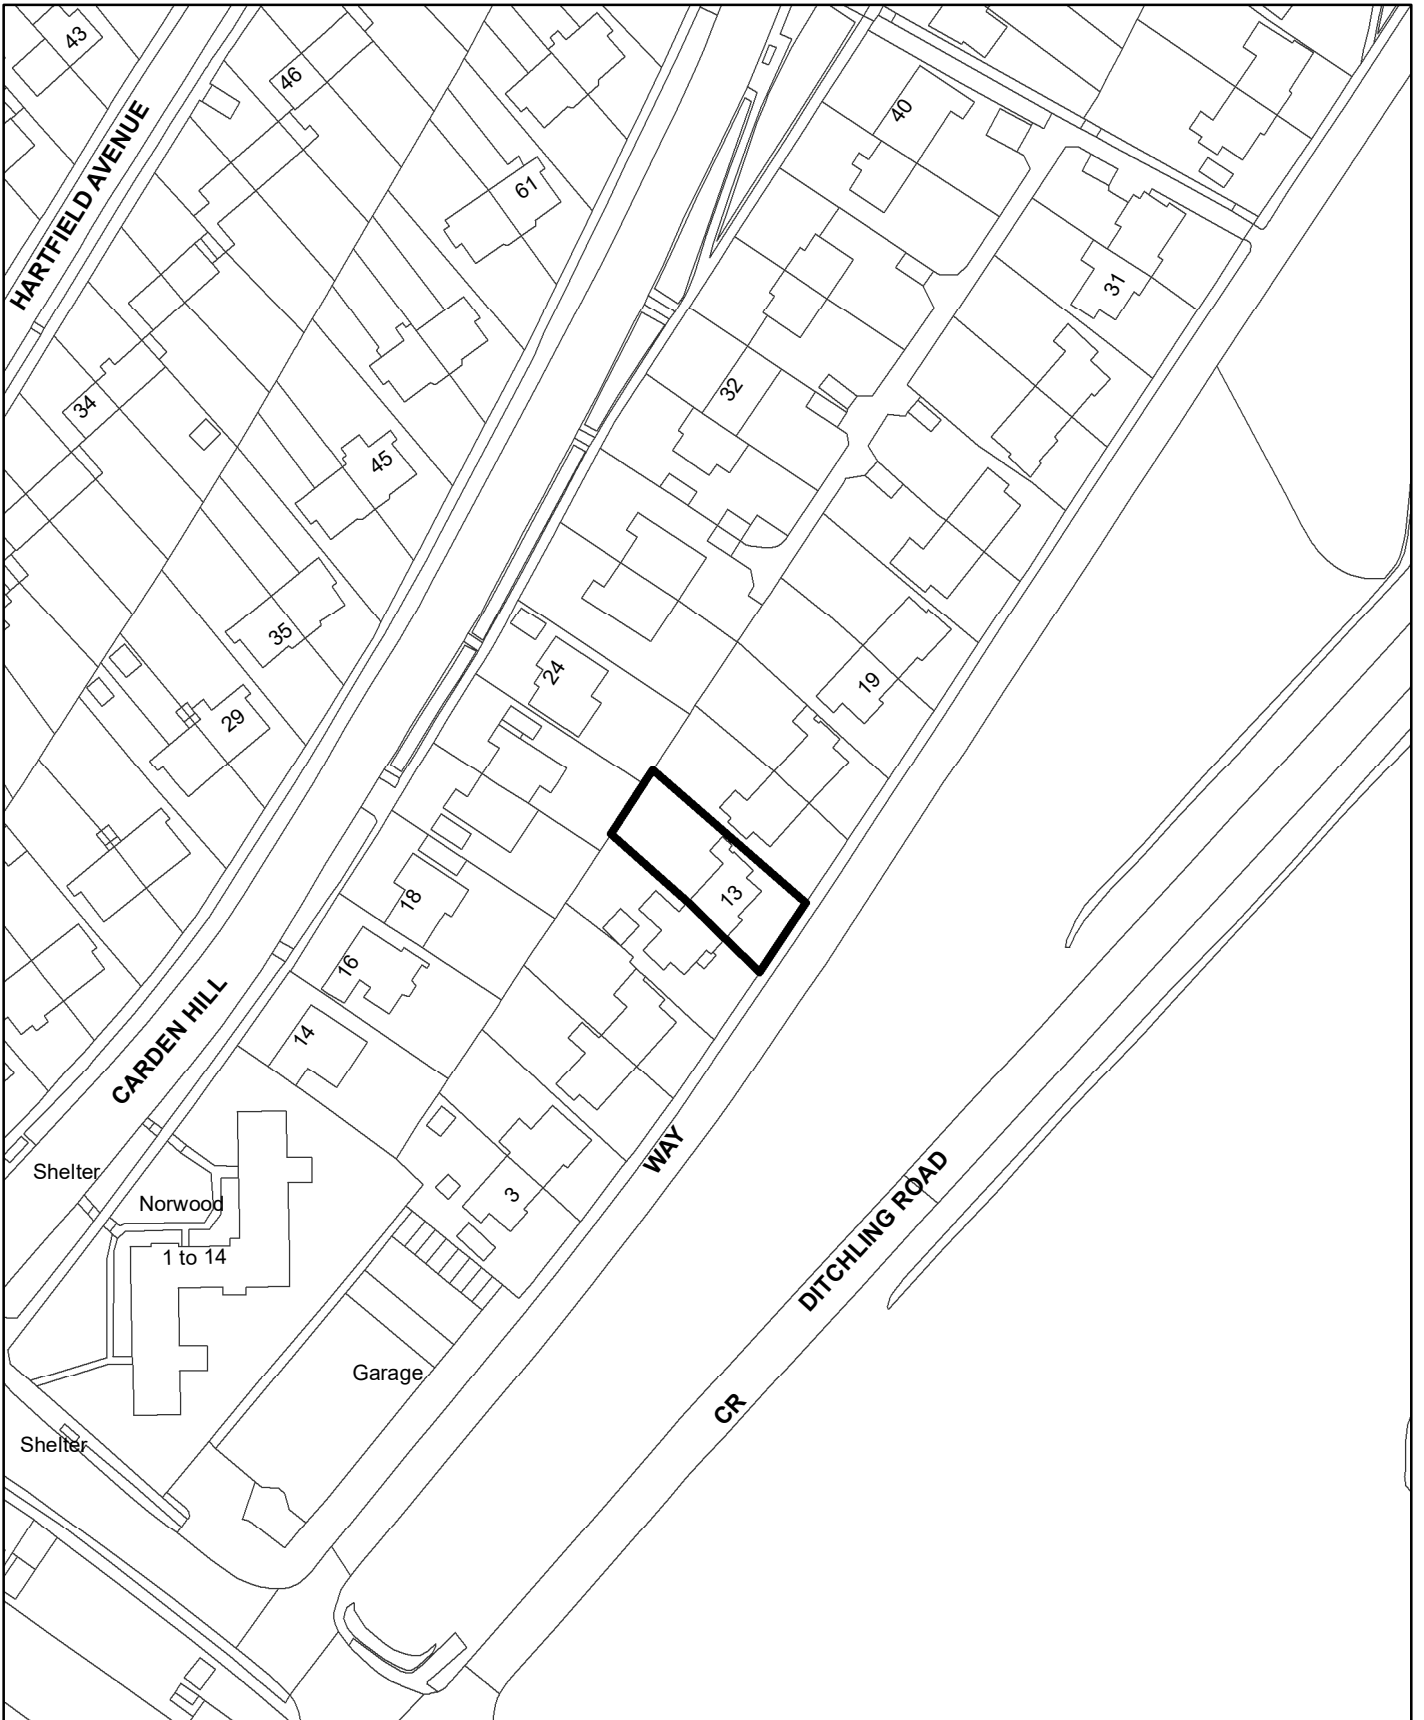 43
46
40
HARTFIELD AVENUE
61
31
32
34
45
35
24
19
29
13
18
16
CARDEN HILL
14
WAY
Shelter
Norwood
3
DITCHLING ROAD
1 to 14
Garage
CR
Shelter